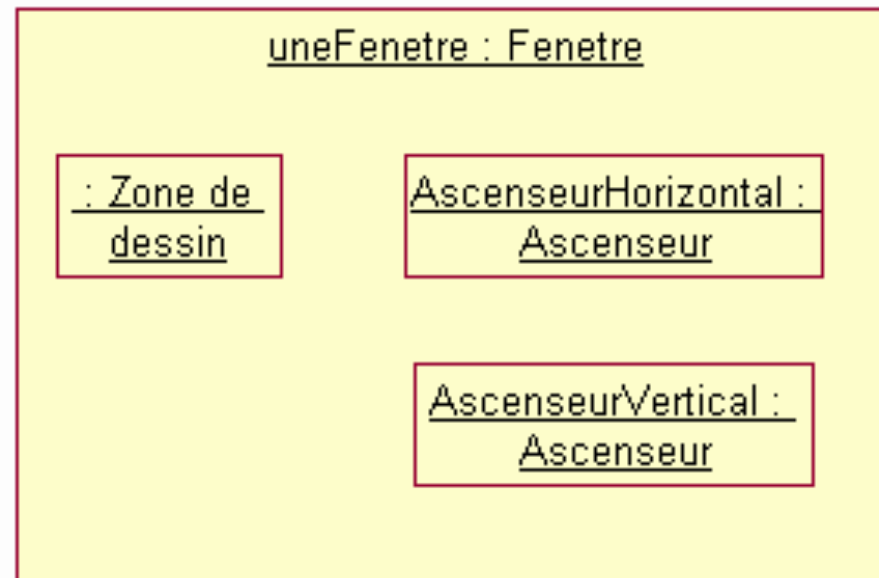 uneFenetre : Fenetre
: Zone de
dessin
AscenseurHorizontal :
Ascenseur
AscenseurVertical :
Ascenseur